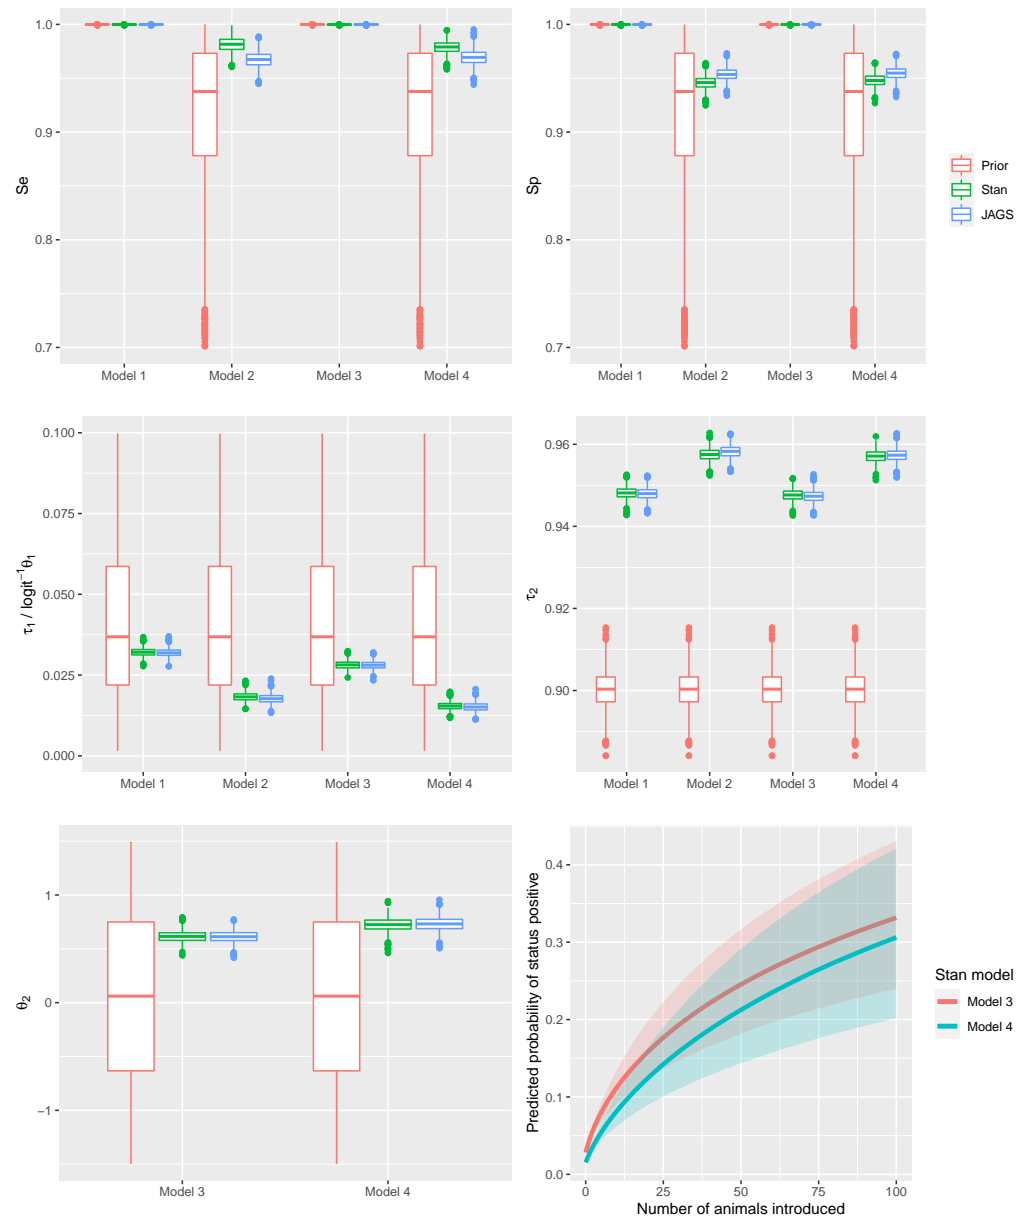 1.0
0.9
0.8
0.7
Se
Model 1
Model 2
Model 3
Model 4
1.0
0.9
0.8
0.7
Sp
Model 1
Model 2
Model 3
Model 4
Prior
Stan
JAGS
0.100
0.075
0.050
0.025
0.000
τ₁ / logit⁻¹θ₁
Model 1
Model 2
Model 3
Model 4
0.96
0.94
0.92
0.90
τ₂
Model 1
Model 2
Model 3
Model 4
1
0
−1
θ₂
Model 3
Model 4
0.4
0.3
0.2
0.1
0.0
Predicted probability of status positive
0
25
50
75
100
Number of animals introduced
Stan model
Model 3
Model 4